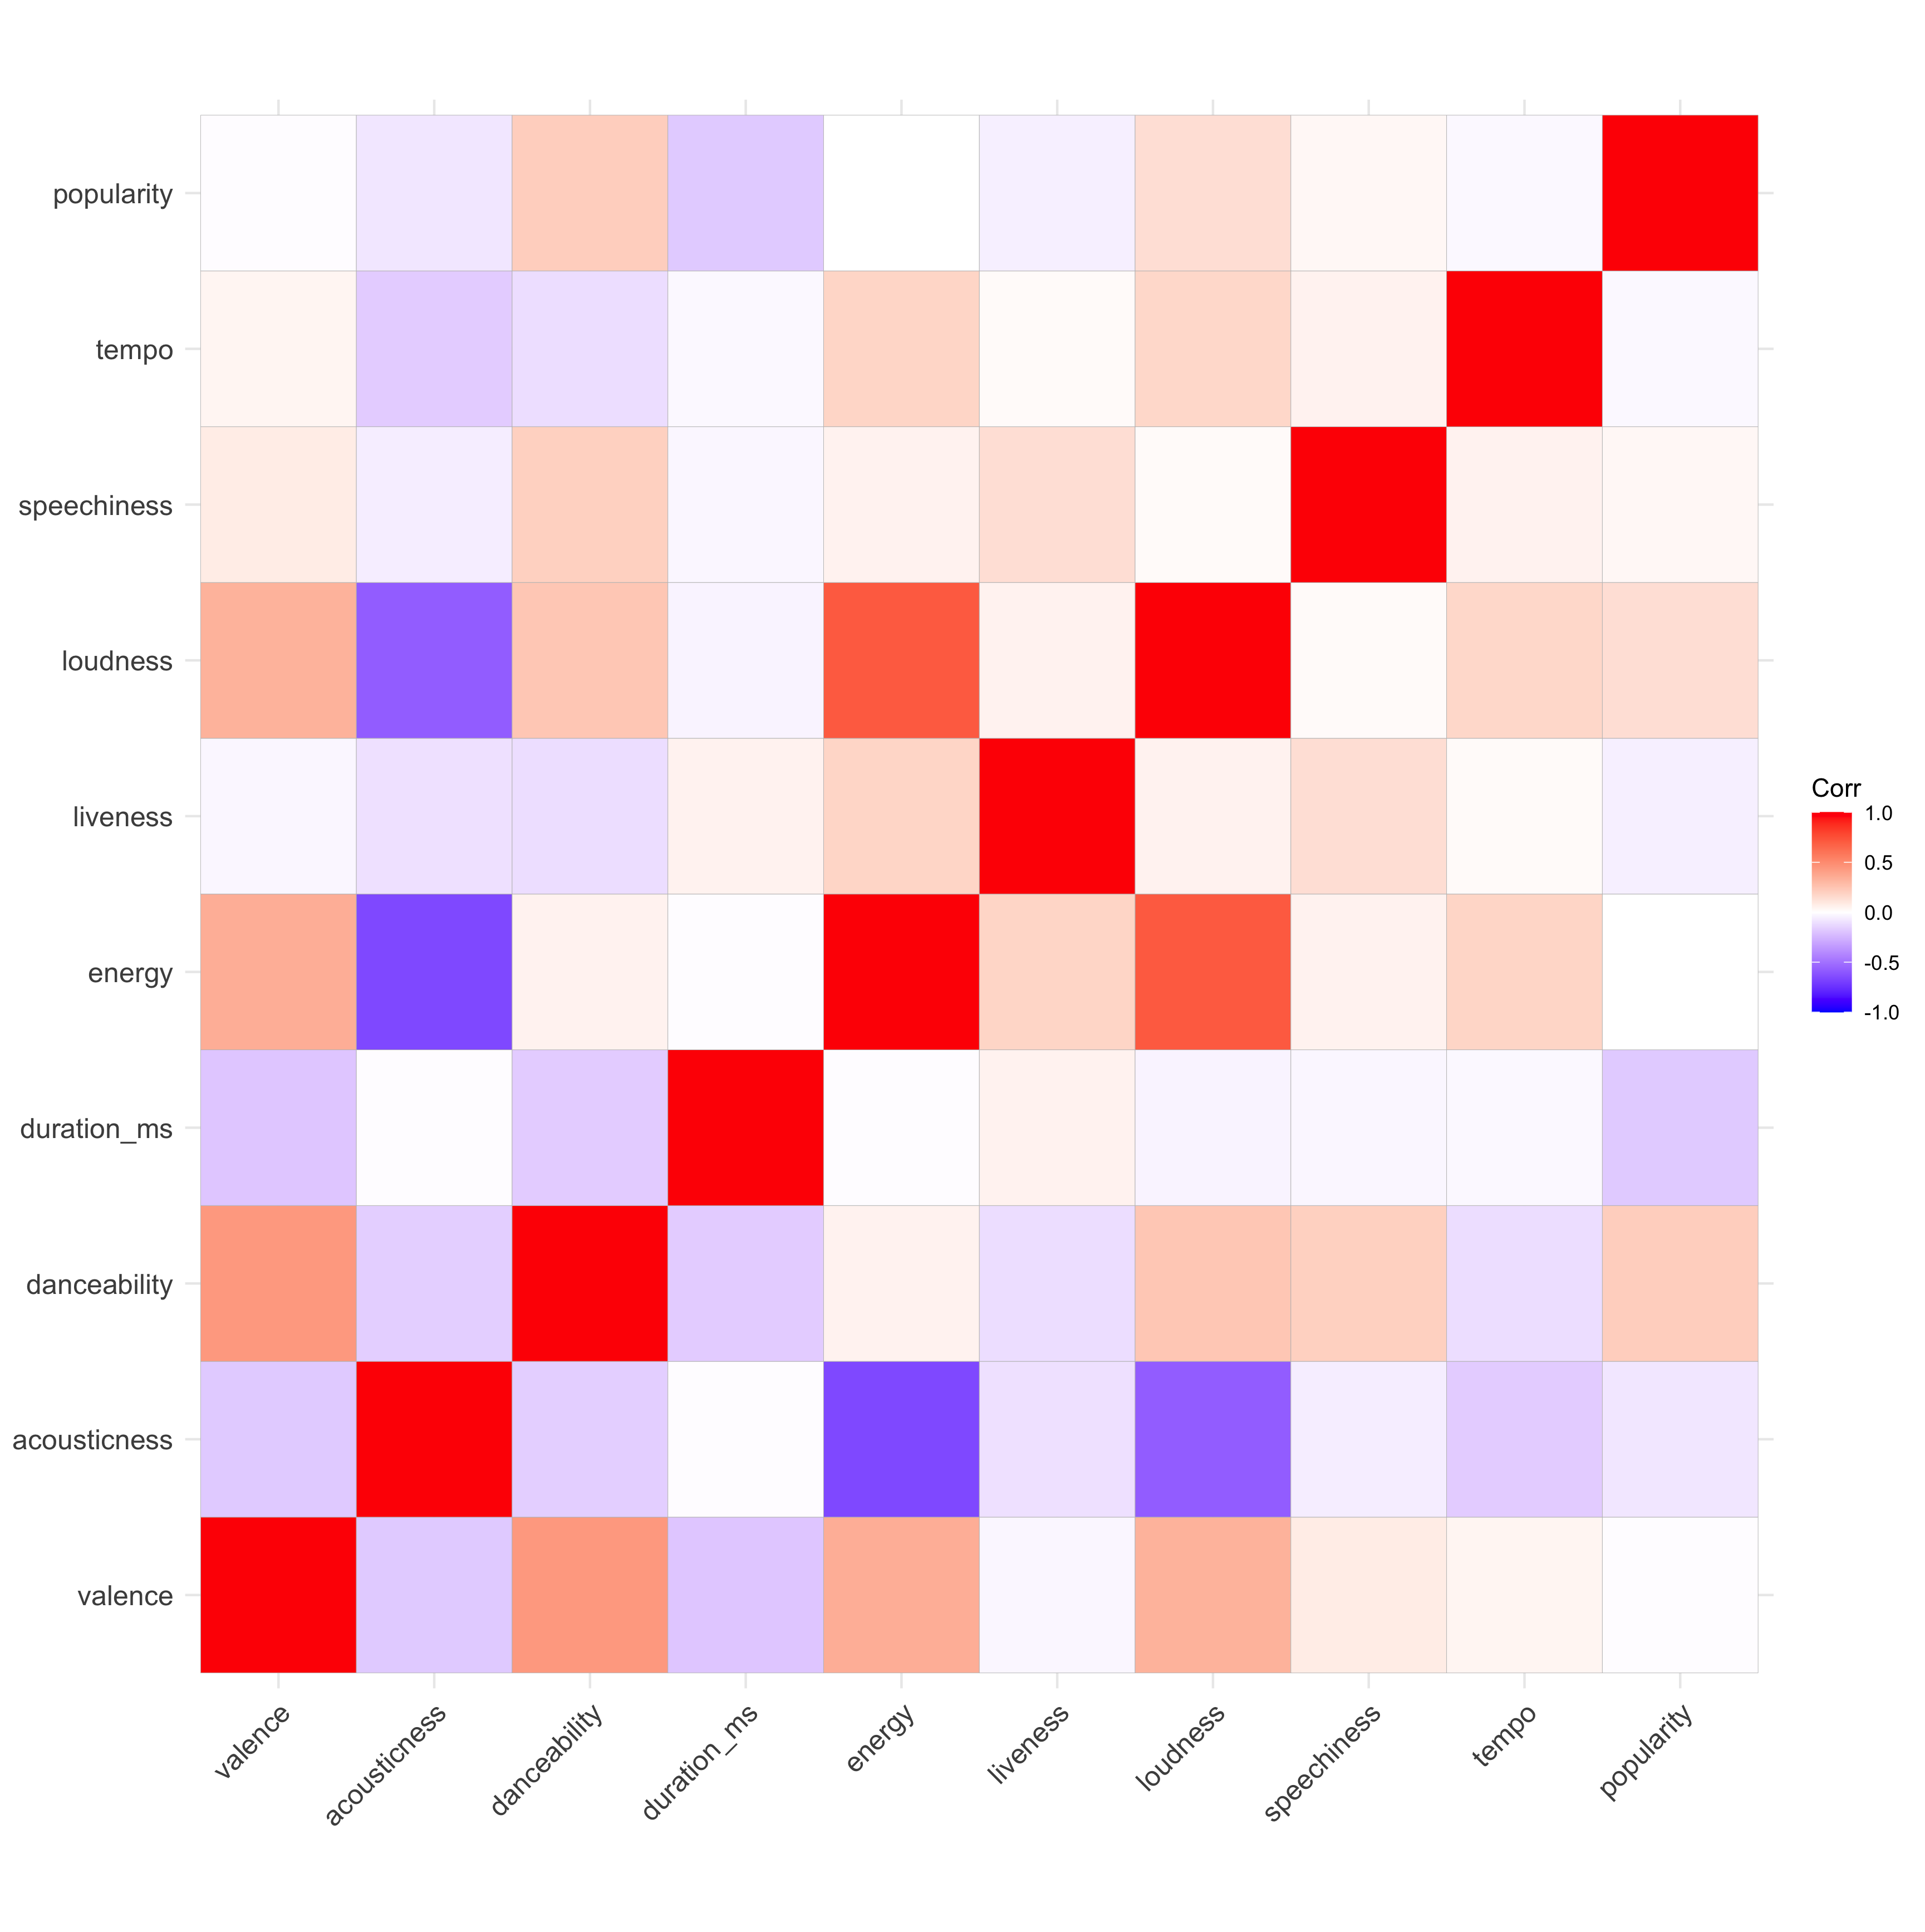 popularity
tempo
speechiness
loudness
liveness
energy
duration_ms
danceability
acousticness
valence
valence
acousticness
danceability
duration_ms
energy
liveness
loudness
speechiness
tempo
popularity
Corr
1.0
0.5
0.0
-0.5
-1.0